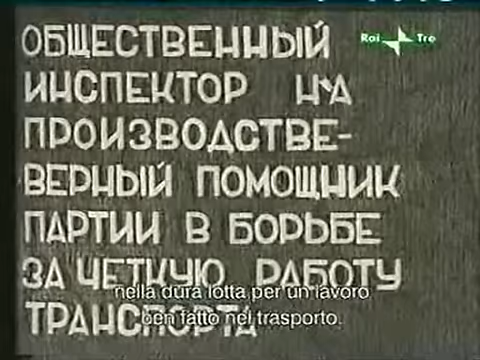 ОБЩЕСТВЕННЫЙ
Rai Tre
ИНСПЕКТОР НА
ПРОИЗВОДСТВЕ-
ВЕРНЫЙ ПОМОЩНИК
ПАРТИИ В БОРЬБЕ
ЗА ЧЕТКУЮ РАБОТУ
nella dura lotta per un lavoro
ТРАНСПОРТА
ben fatto nel trasporto.